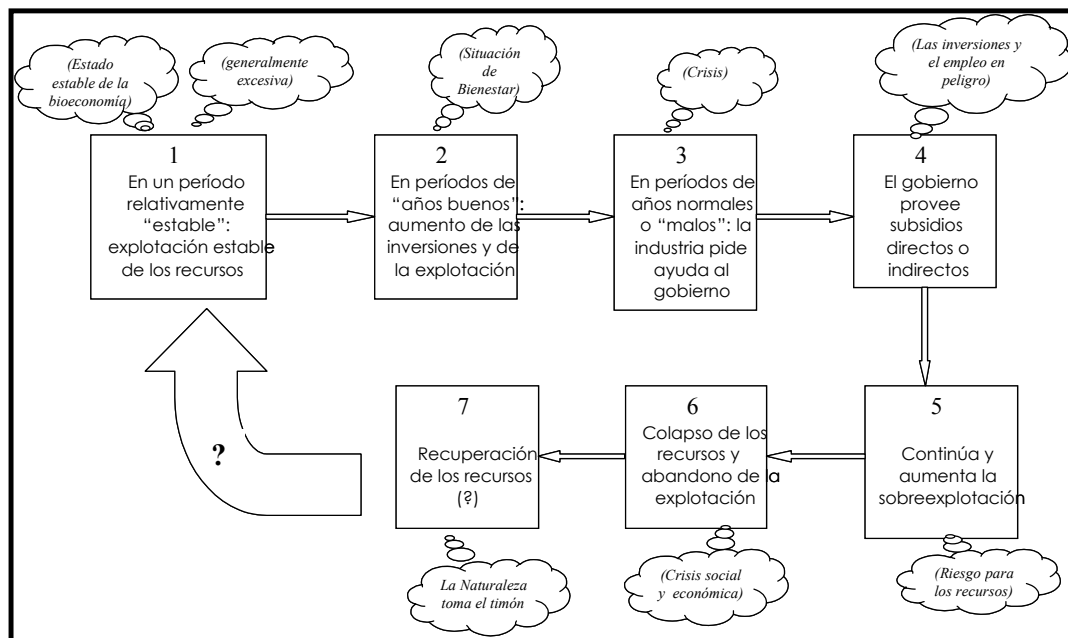 (Estado
estable de la
bioeconomía)
(generalmente
excesiva)
(Situación
de
Bienestar)
(Crisis)
(Las inversiones y
el empleo en
peligro)
1
En un período
relativamente
“estable”:
explotación estable
de los recursos
2
En períodos de
“años buenos”:
aumento de las
inversiones y de
la explotación
3
En períodos de
años normales
o “malos”: la
industria pide
ayuda al
gobierno
4
El gobierno
provee
subsidios
directos o
indirectos
5
Continúa y
aumenta la
sobreexplotación
6
Colapso de los
recursos y
abandono de la
explotación
7
Recuperación
de los recursos
(?)
?
La Naturaleza
toma el timón
(Crisis social
y económica)
(Riesgo para
los recursos)